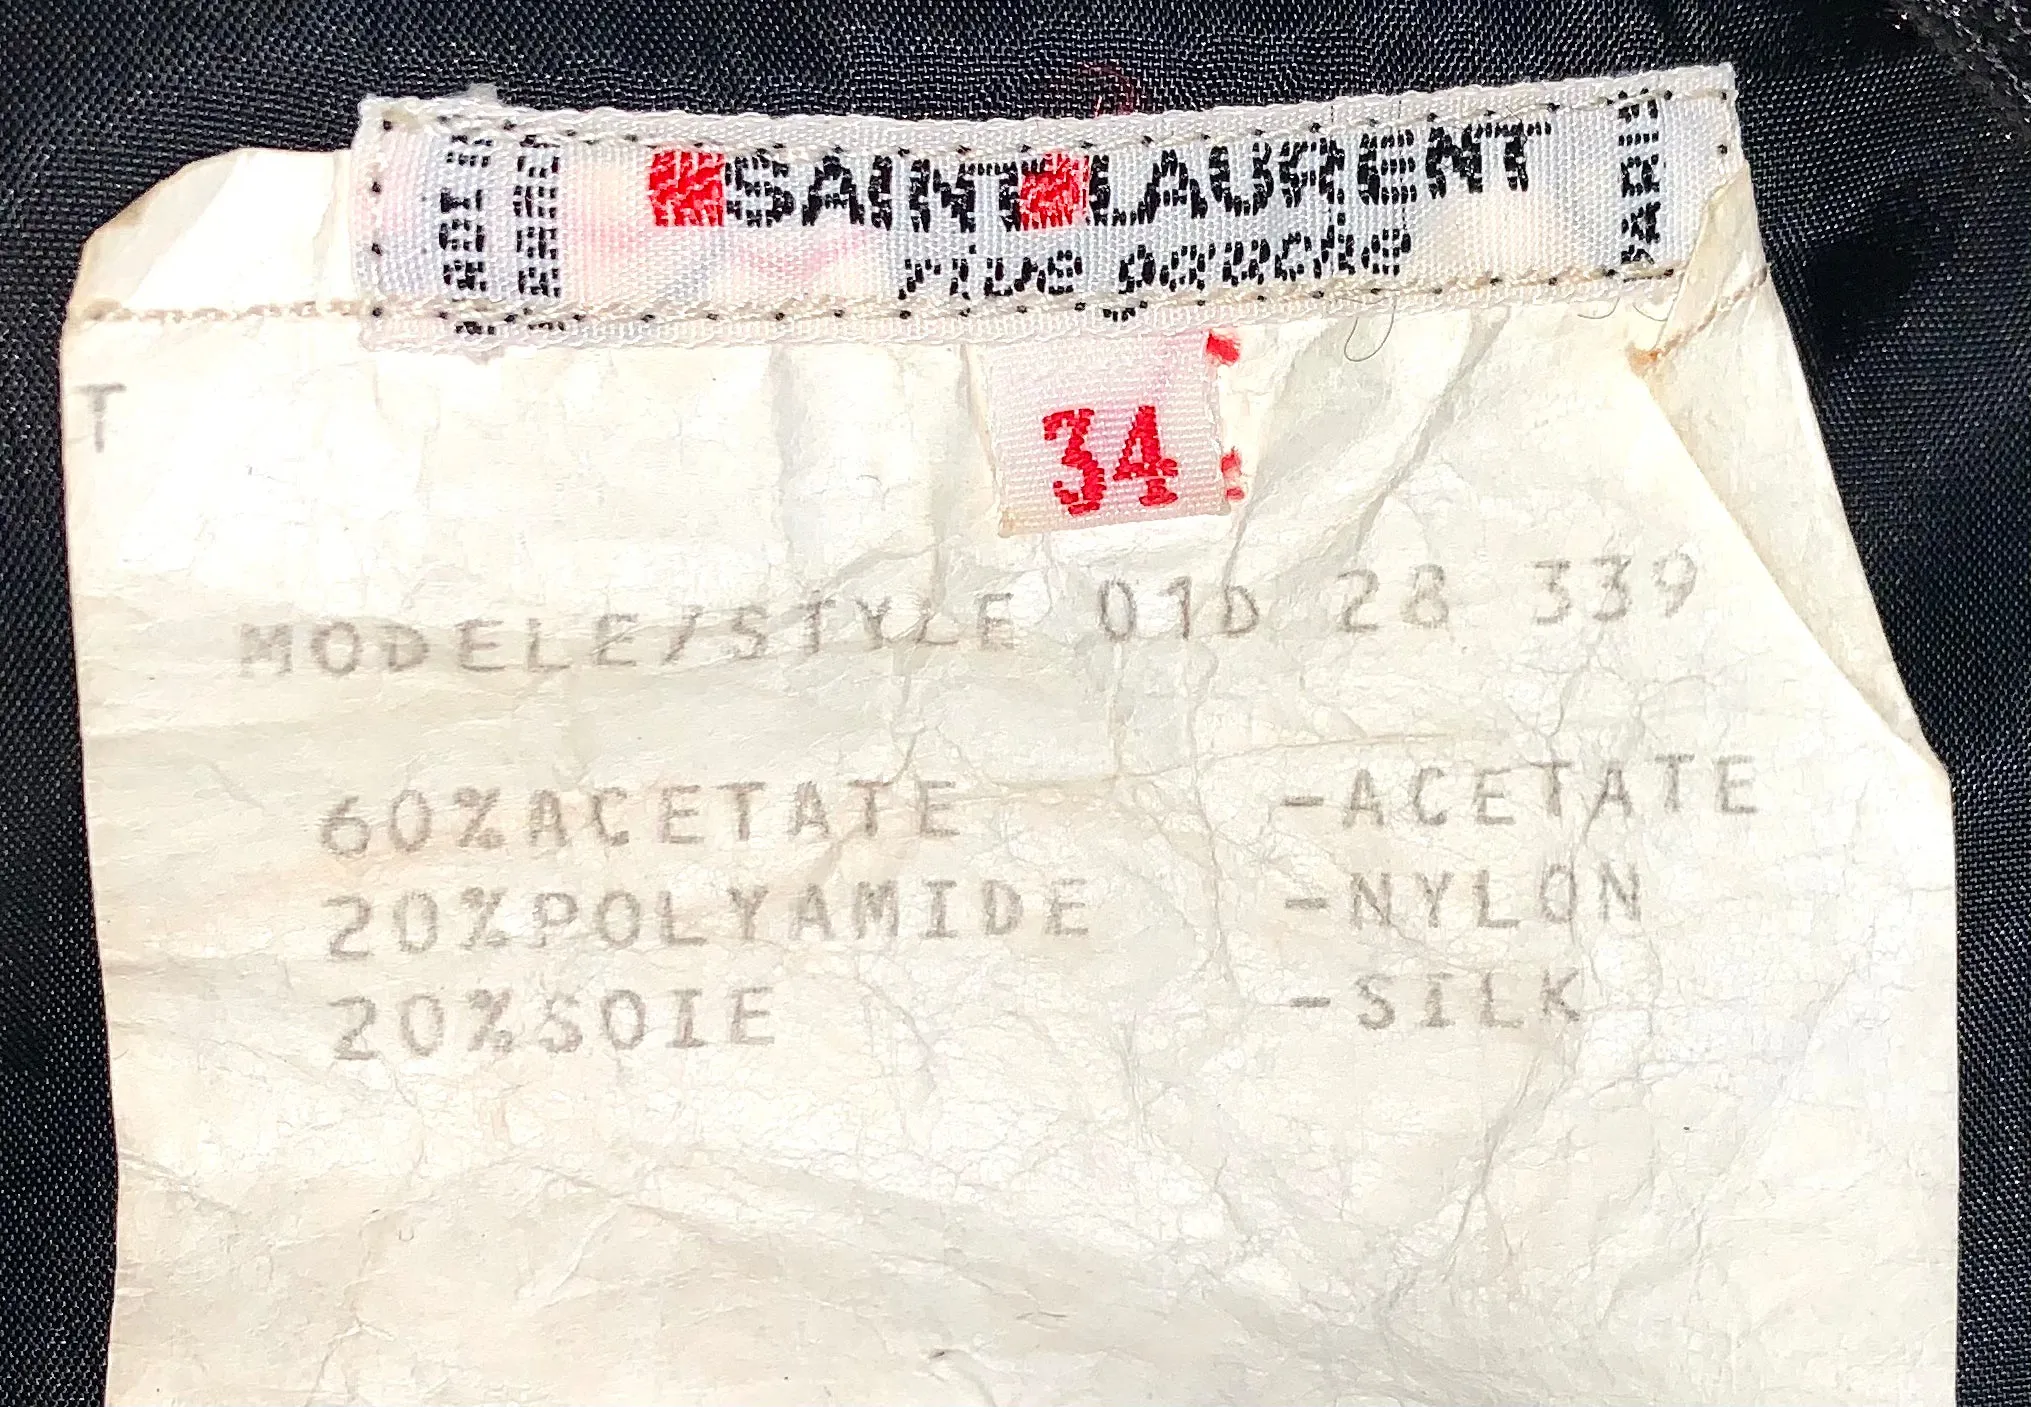 SAINT LAURENT
rive gauche
PARIS
34
T
MODELE/STYLE 01D 28 339
60%ACETATE -ACETATE
20%POLYAMIDE -NYLON
20%SOIE -SILK